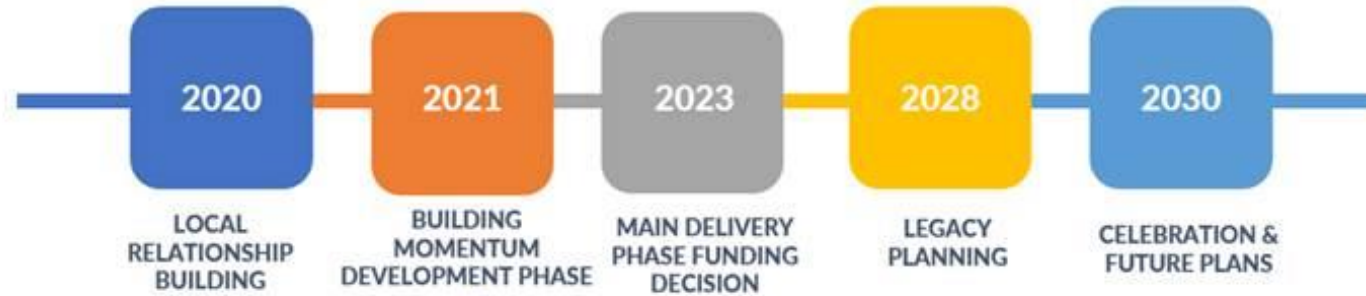 2020
2021
2023
2028
2030
LOCAL
RELATIONSHIP
BUILDING
BUILDING
MOMENTUM
DEVELOPMENT PHASE
MAIN DELIVERY
PHASE FUNDING
DECISION
LEGACY
PLANNING
CELEBRATION &
FUTURE PLANS